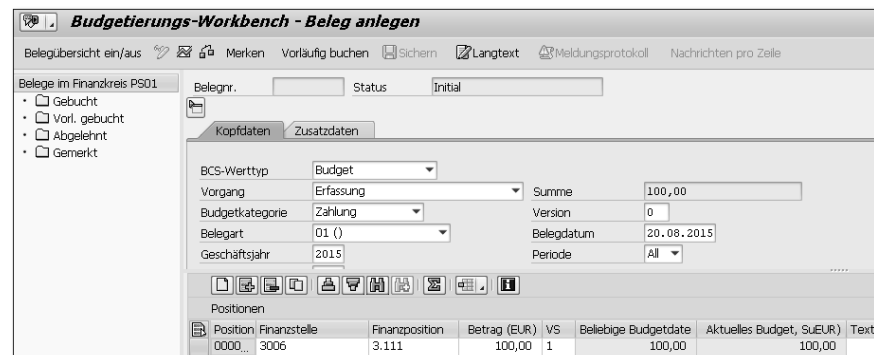 Budgetierungs-Workbench - Beleg anlegen
Belegübersicht ein/aus Merken Vorläufig buchen Sichern Langtext Meldungsprotokoll Nachrichten pro Zeile
Belege im Finanzkreis PS01
Gebucht
Vorl. gebucht
Abgelehnt
Gemerkt
Belegnr. Status Initial
Kopfdaten Zusatzdaten
BCS-Werttyp Budget
Vorgang Erfassung Summe 100,00
Budgetkategorie Zahlung Version 0
Belegart 01 () Belegdatum 20.08.2015
Geschäftsjahr 2015 Periode All
Positionen
Position Finanzstelle Finanzposition Betrag (EUR) VS Beliebige Budgetdate Aktuelles Budget, SuEUR) Text
0000... 3006 3.111 100,00 1 100,00 100,00